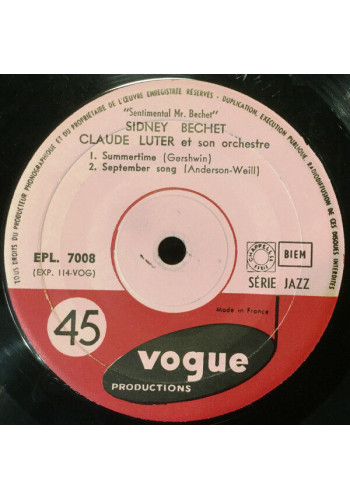 TOUS DROITS DU PRODUCTEUR PHONOGRAPHIQUE ET DU PROPRIÉTAIRE DE L'ŒUVRE ENREGISTRÉE RÉSERVÉS - DUPLICATION, EXÉCUTION PUBLIQUE, RADIODIFFUSION DE CES DISQUES INTERDITES
"Sentimental Mr. Bechet"
SIDNEY BECHET
CLAUDE LUTER et son orchestre
1. Summertime (Gershwin)
2. September song (Anderson-Weill)
EPL. 7008
(EXP. 114-VOG)
CHAPPELL
PARIS
BIEM
SÉRIE JAZZ
Made in France
45
vogue
PRODUCTIONS